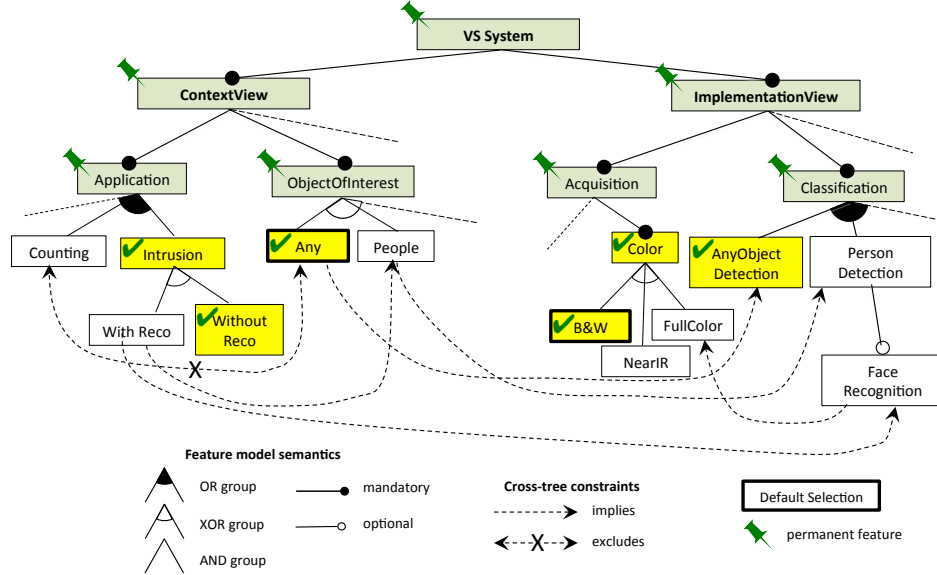 VS System
ContextView
ImplementationView
Application
ObjectOfInterest
Acquisition
Classification
Counting
Intrusion
Any
People
Color
AnyObject
Detection
Person
Detection
With Reco
Without
Reco
B&W
FullColor
NearIR
Face
Recognition
X
Feature model semantics
OR group
mandatory
XOR group
optional
AND group
Cross-tree constraints
implies
X
excludes
Default Selection
permanent feature